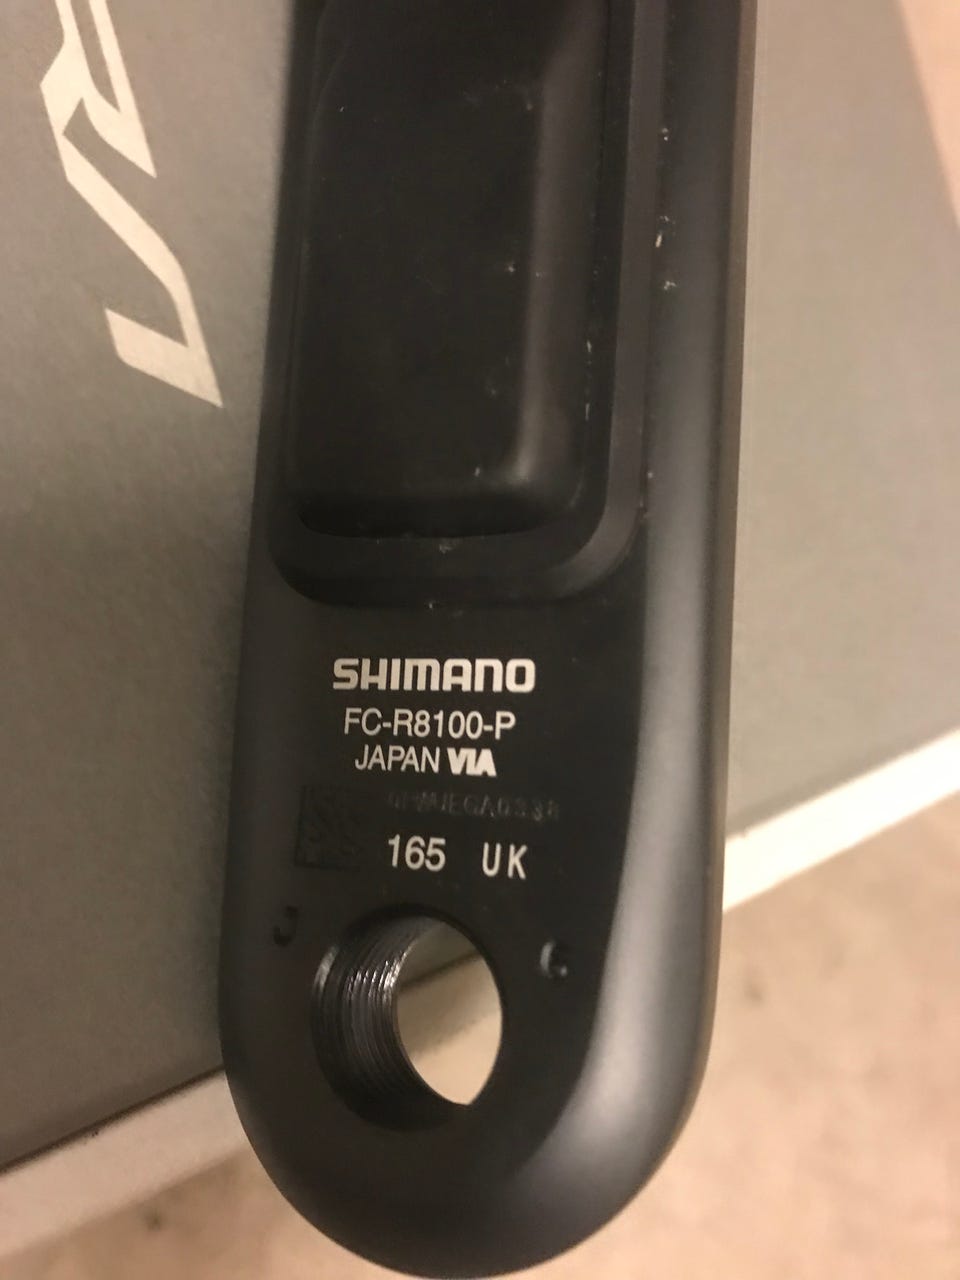 SHIMANO
FC-R8100-P
JAPAN VIA
165 UK
J C